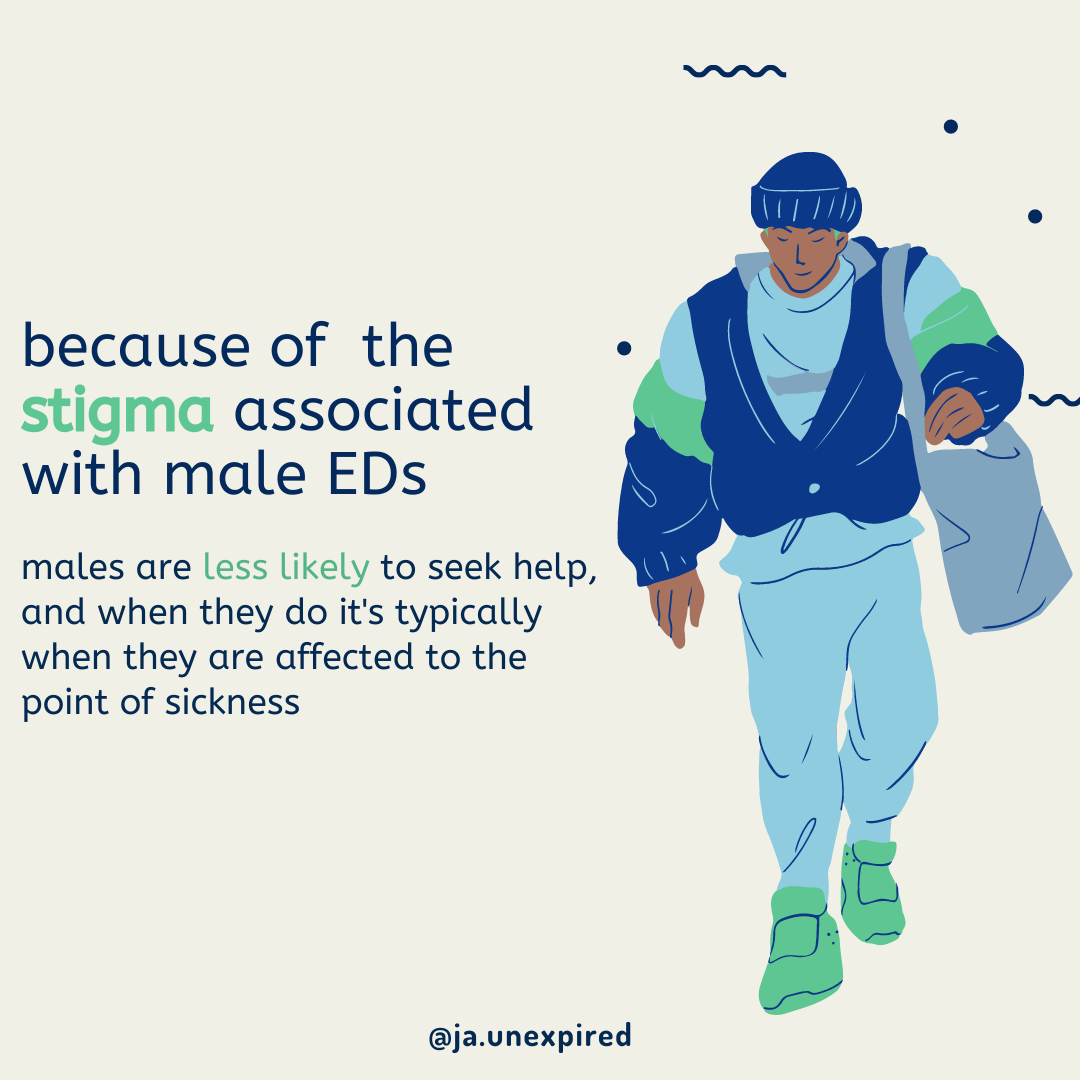 because of  the
stigma associated
with male EDs
males are less likely to seek help,
and when they do it's typically
when they are affected to the
point of sickness
@ja.unexpired